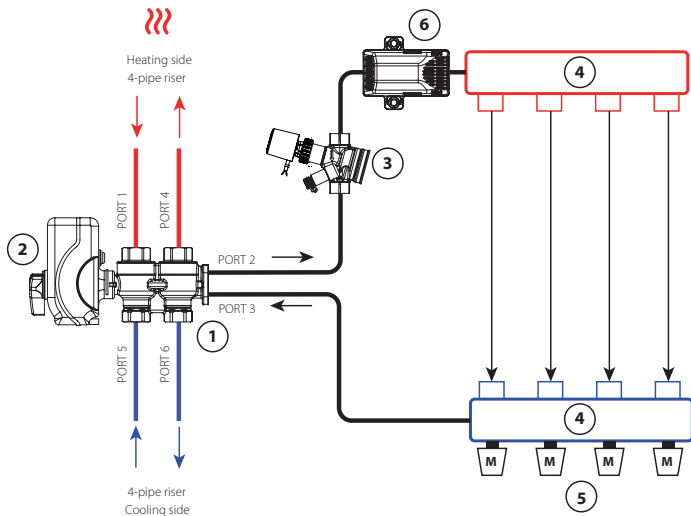 6
Heating side
4-pipe riser
4
3
PORT 1
PORT 4
2
PORT 2
PORT 3
1
PORT 5
PORT 6
4
M M M M
5
4-pipe riser
Cooling side